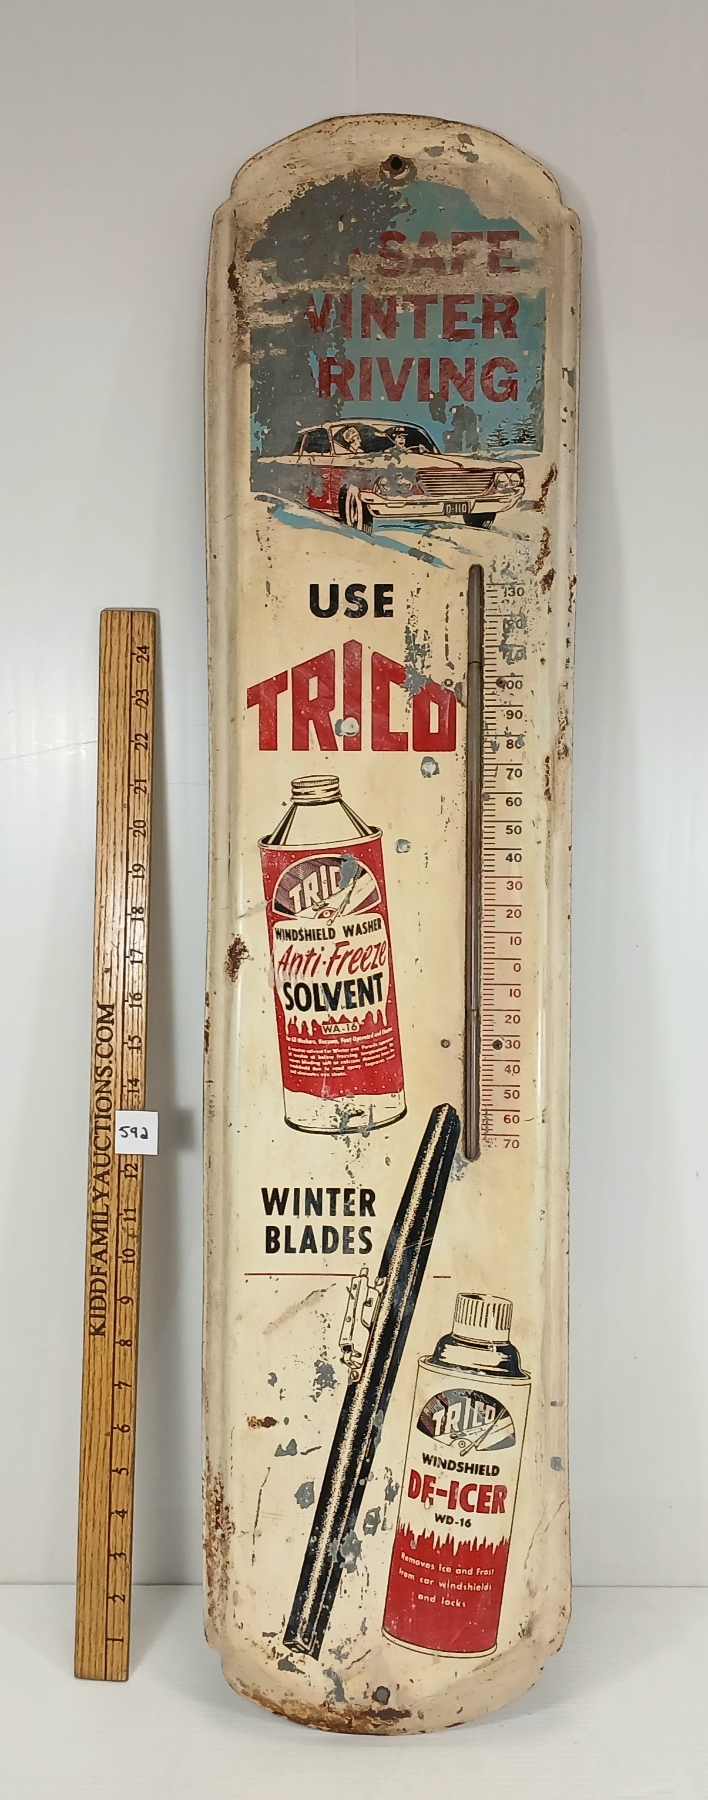 SAFE
WINTER
RIVING
D-110
USE
TRICO
130
100
90
80
70
60
50
40
30
20
10
0
10
20
30
40
50
60
70
TRICO
WINDSHIELD WASHER
Anti-Freeze
SOLVENT
WA-16
WINTER
BLADES
TRICO
WINDSHIELD
DE-ICER
WD-16
Removes Ice and Frost
from car windshields
and locks
KIDDFAMILYAUCTIONS.COM
24
23
22
21
20
19
18
17
16
15
14
592
12
11
10
9
8
7
6
5
4
3
2
1